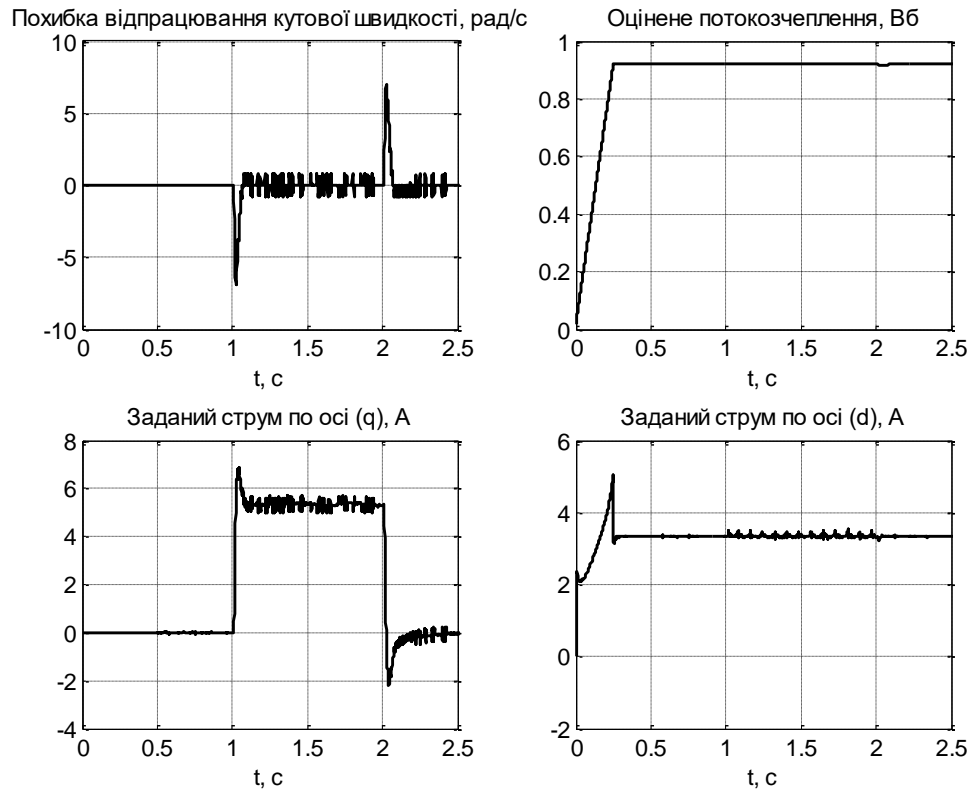 Похибка відпрацювання кутової швидкості, рад/с
10
5
0
-5
-10
0 0.5 1 1.5 2 2.5
t, с
Оцінене потокозчеплення, Вб
1
0.8
0.6
0.4
0.2
0
0 0.5 1 1.5 2 2.5
t, с
Заданий струм по осі (q), А
8
6
4
2
0
-2
-4
0 0.5 1 1.5 2 2.5
t, с
Заданий струм по осі (d), А
6
4
2
0
-2
0 0.5 1 1.5 2 2.5
t, с